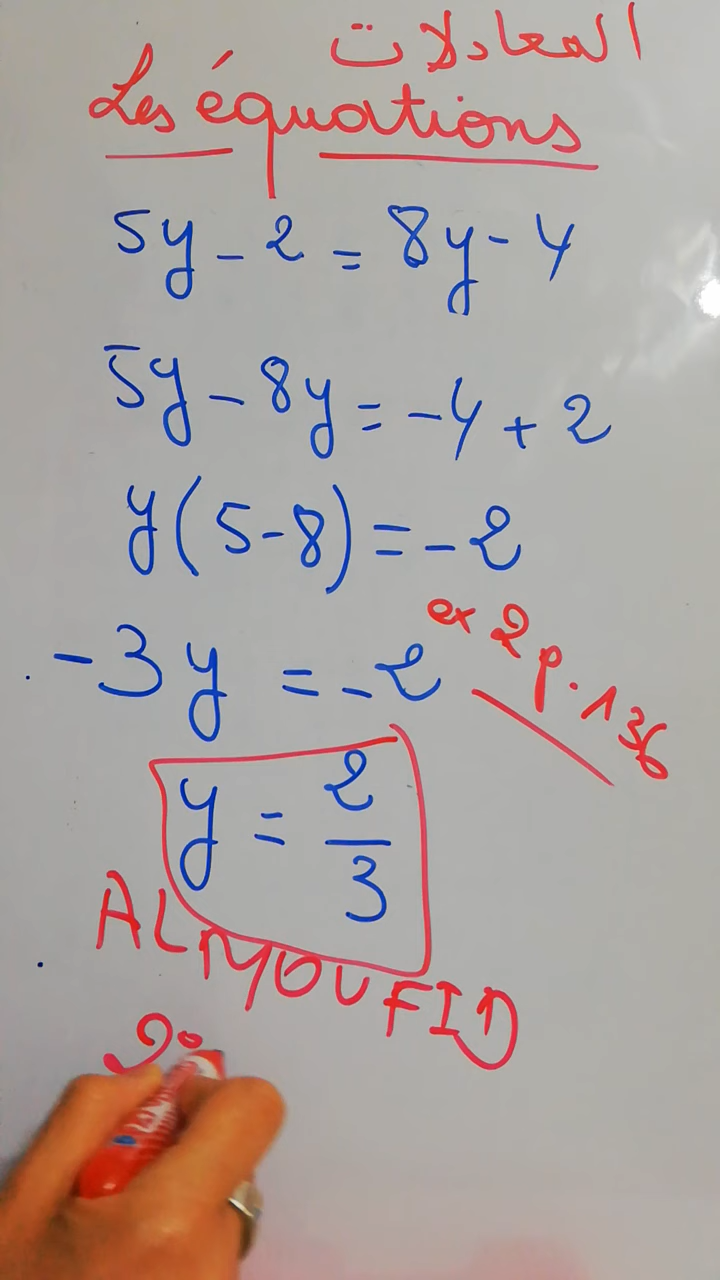 المعادلات
Les équations
5y - 2 = 8y - 4
5y - 8y = -4 + 2
y(5-8) = -2
-3y = -2
ex 2 p.136
y = 2/3
ALMOUFID